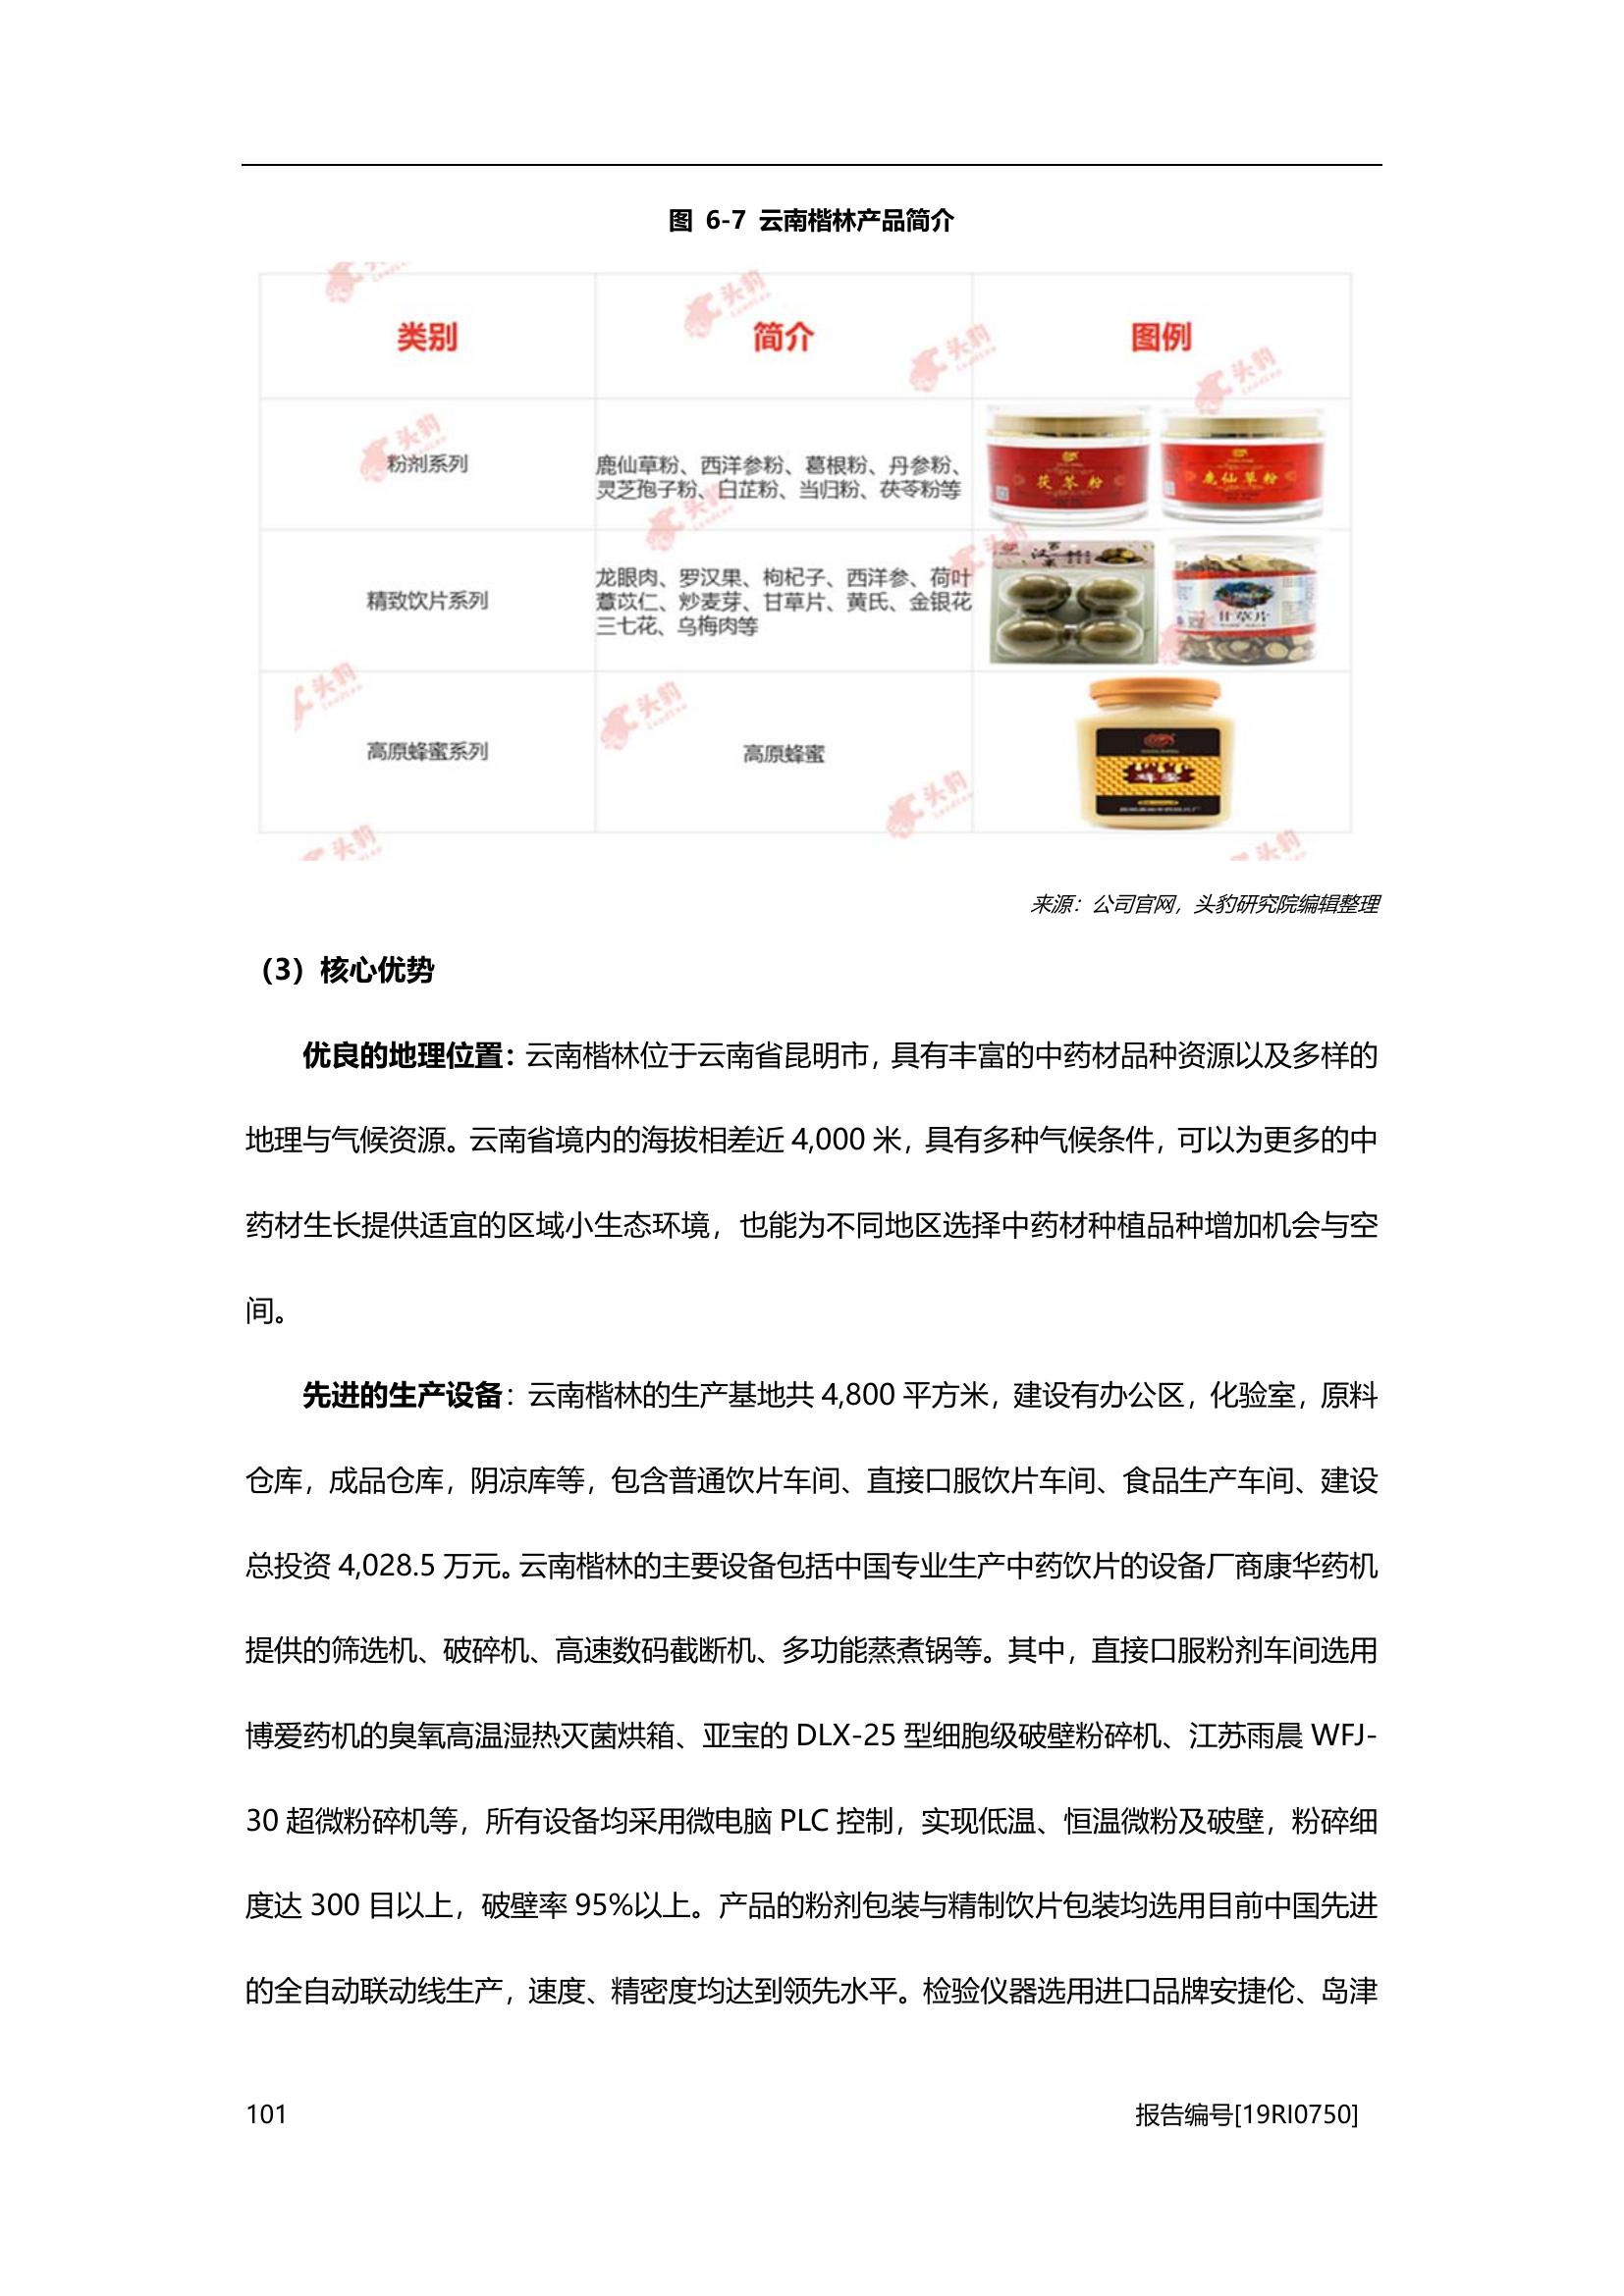 图 6-7 云南楷林产品简介
类别
简介
图例
粉剂系列
鹿仙草粉、西洋参粉、葛根粉、丹参粉、
灵芝孢子粉、白芷粉、当归粉、茯苓粉等
茯苓粉
鹿仙草粉
精致饮片系列
龙眼肉、罗汉果、枸杞子、西洋参、荷叶
薏苡仁、炒麦芽、甘草片、黄氏、金银花
三七花、乌梅肉等
甘草片
高原蜂蜜系列
高原蜂蜜
蜂蜜
头豹
LeadLeo
来源：公司官网，头豹研究院编辑整理
（3）核心优势
优良的地理位置：云南楷林位于云南省昆明市，具有丰富的中药材品种资源以及多样的
地理与气候资源。云南省境内的海拔相差近 4,000 米，具有多种气候条件，可以为更多的中
药材生长提供适宜的区域小生态环境，也能为不同地区选择中药材种植品种增加机会与空
间。
先进的生产设备：云南楷林的生产基地共 4,800 平方米，建设有办公区，化验室，原料
仓库，成品仓库，阴凉库等，包含普通饮片车间、直接口服饮片车间、食品生产车间、建设
总投资 4,028.5 万元。云南楷林的主要设备包括中国专业生产中药饮片的设备厂商康华药机
提供的筛选机、破碎机、高速数码截断机、多功能蒸煮锅等。其中，直接口服粉剂车间选用
博爱药机的臭氧高温湿热灭菌烘箱、亚宝的 DLX-25 型细胞级破壁粉碎机、江苏雨晨 WFJ-
30 超微粉碎机等，所有设备均采用微电脑 PLC 控制，实现低温、恒温微粉及破壁，粉碎细
度达 300 目以上，破壁率 95%以上。产品的粉剂包装与精制饮片包装均选用目前中国先进
的全自动联动线生产，速度、精密度均达到领先水平。检验仪器选用进口品牌安捷伦、岛津
101
报告编号[19RI0750]